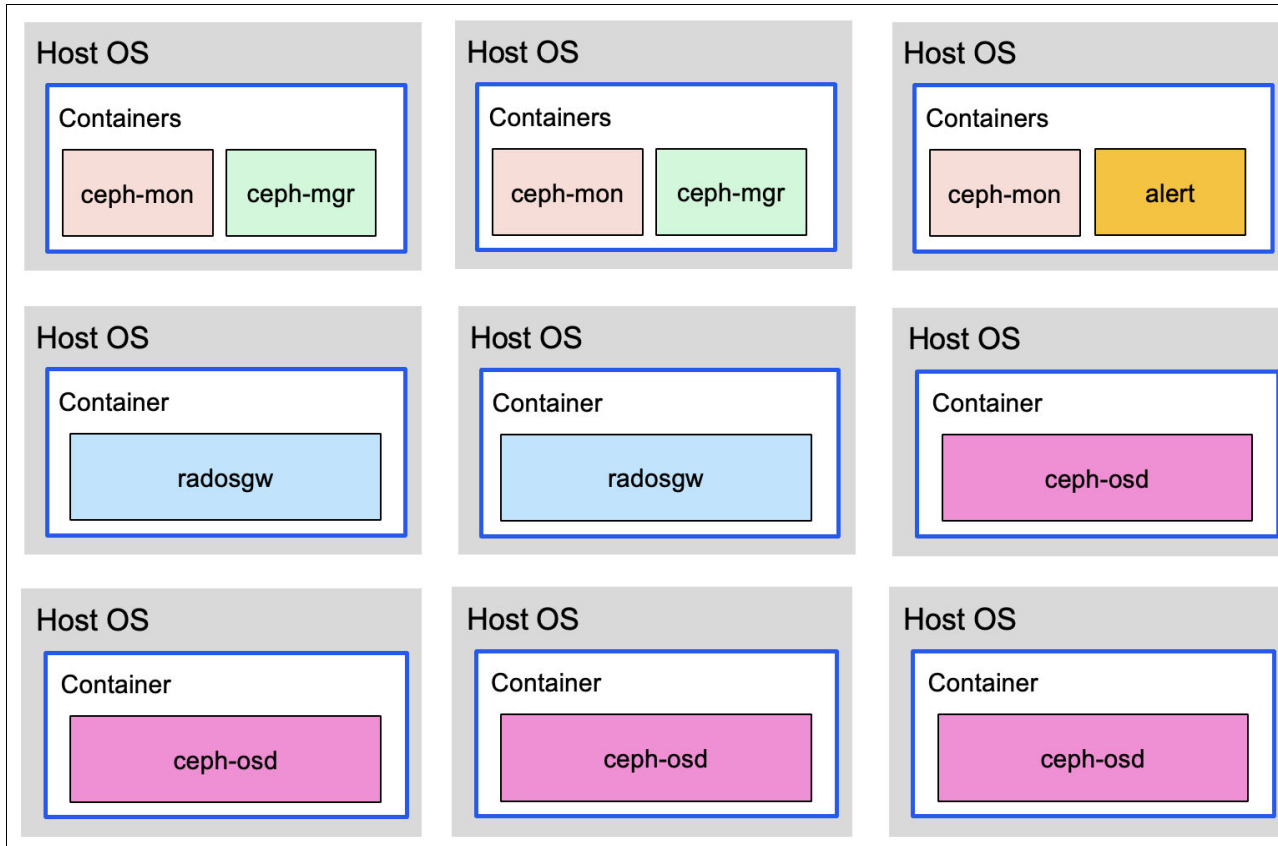 Host OS
Containers
ceph-mon
ceph-mgr
Host OS
Containers
ceph-mon
ceph-mgr
Host OS
Containers
ceph-mon
alert
Host OS
Container
radosgw
Host OS
Container
radosgw
Host OS
Container
ceph-osd
Host OS
Container
ceph-osd
Host OS
Container
ceph-osd
Host OS
Container
ceph-osd